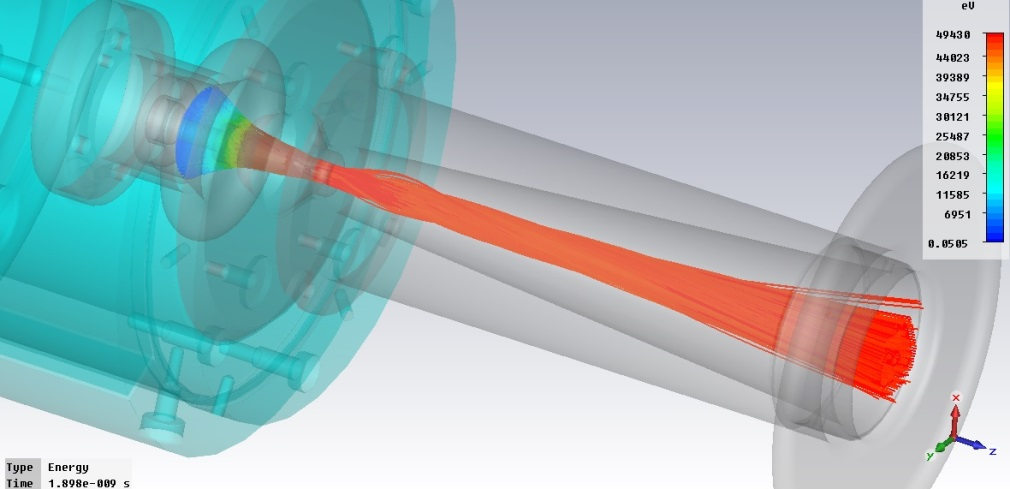 eV
49430
44023
39389
34755
30121
25487
20853
16219
11585
6951
0.0505
x
y
z
Type Energy
Time 1.898e-009 s